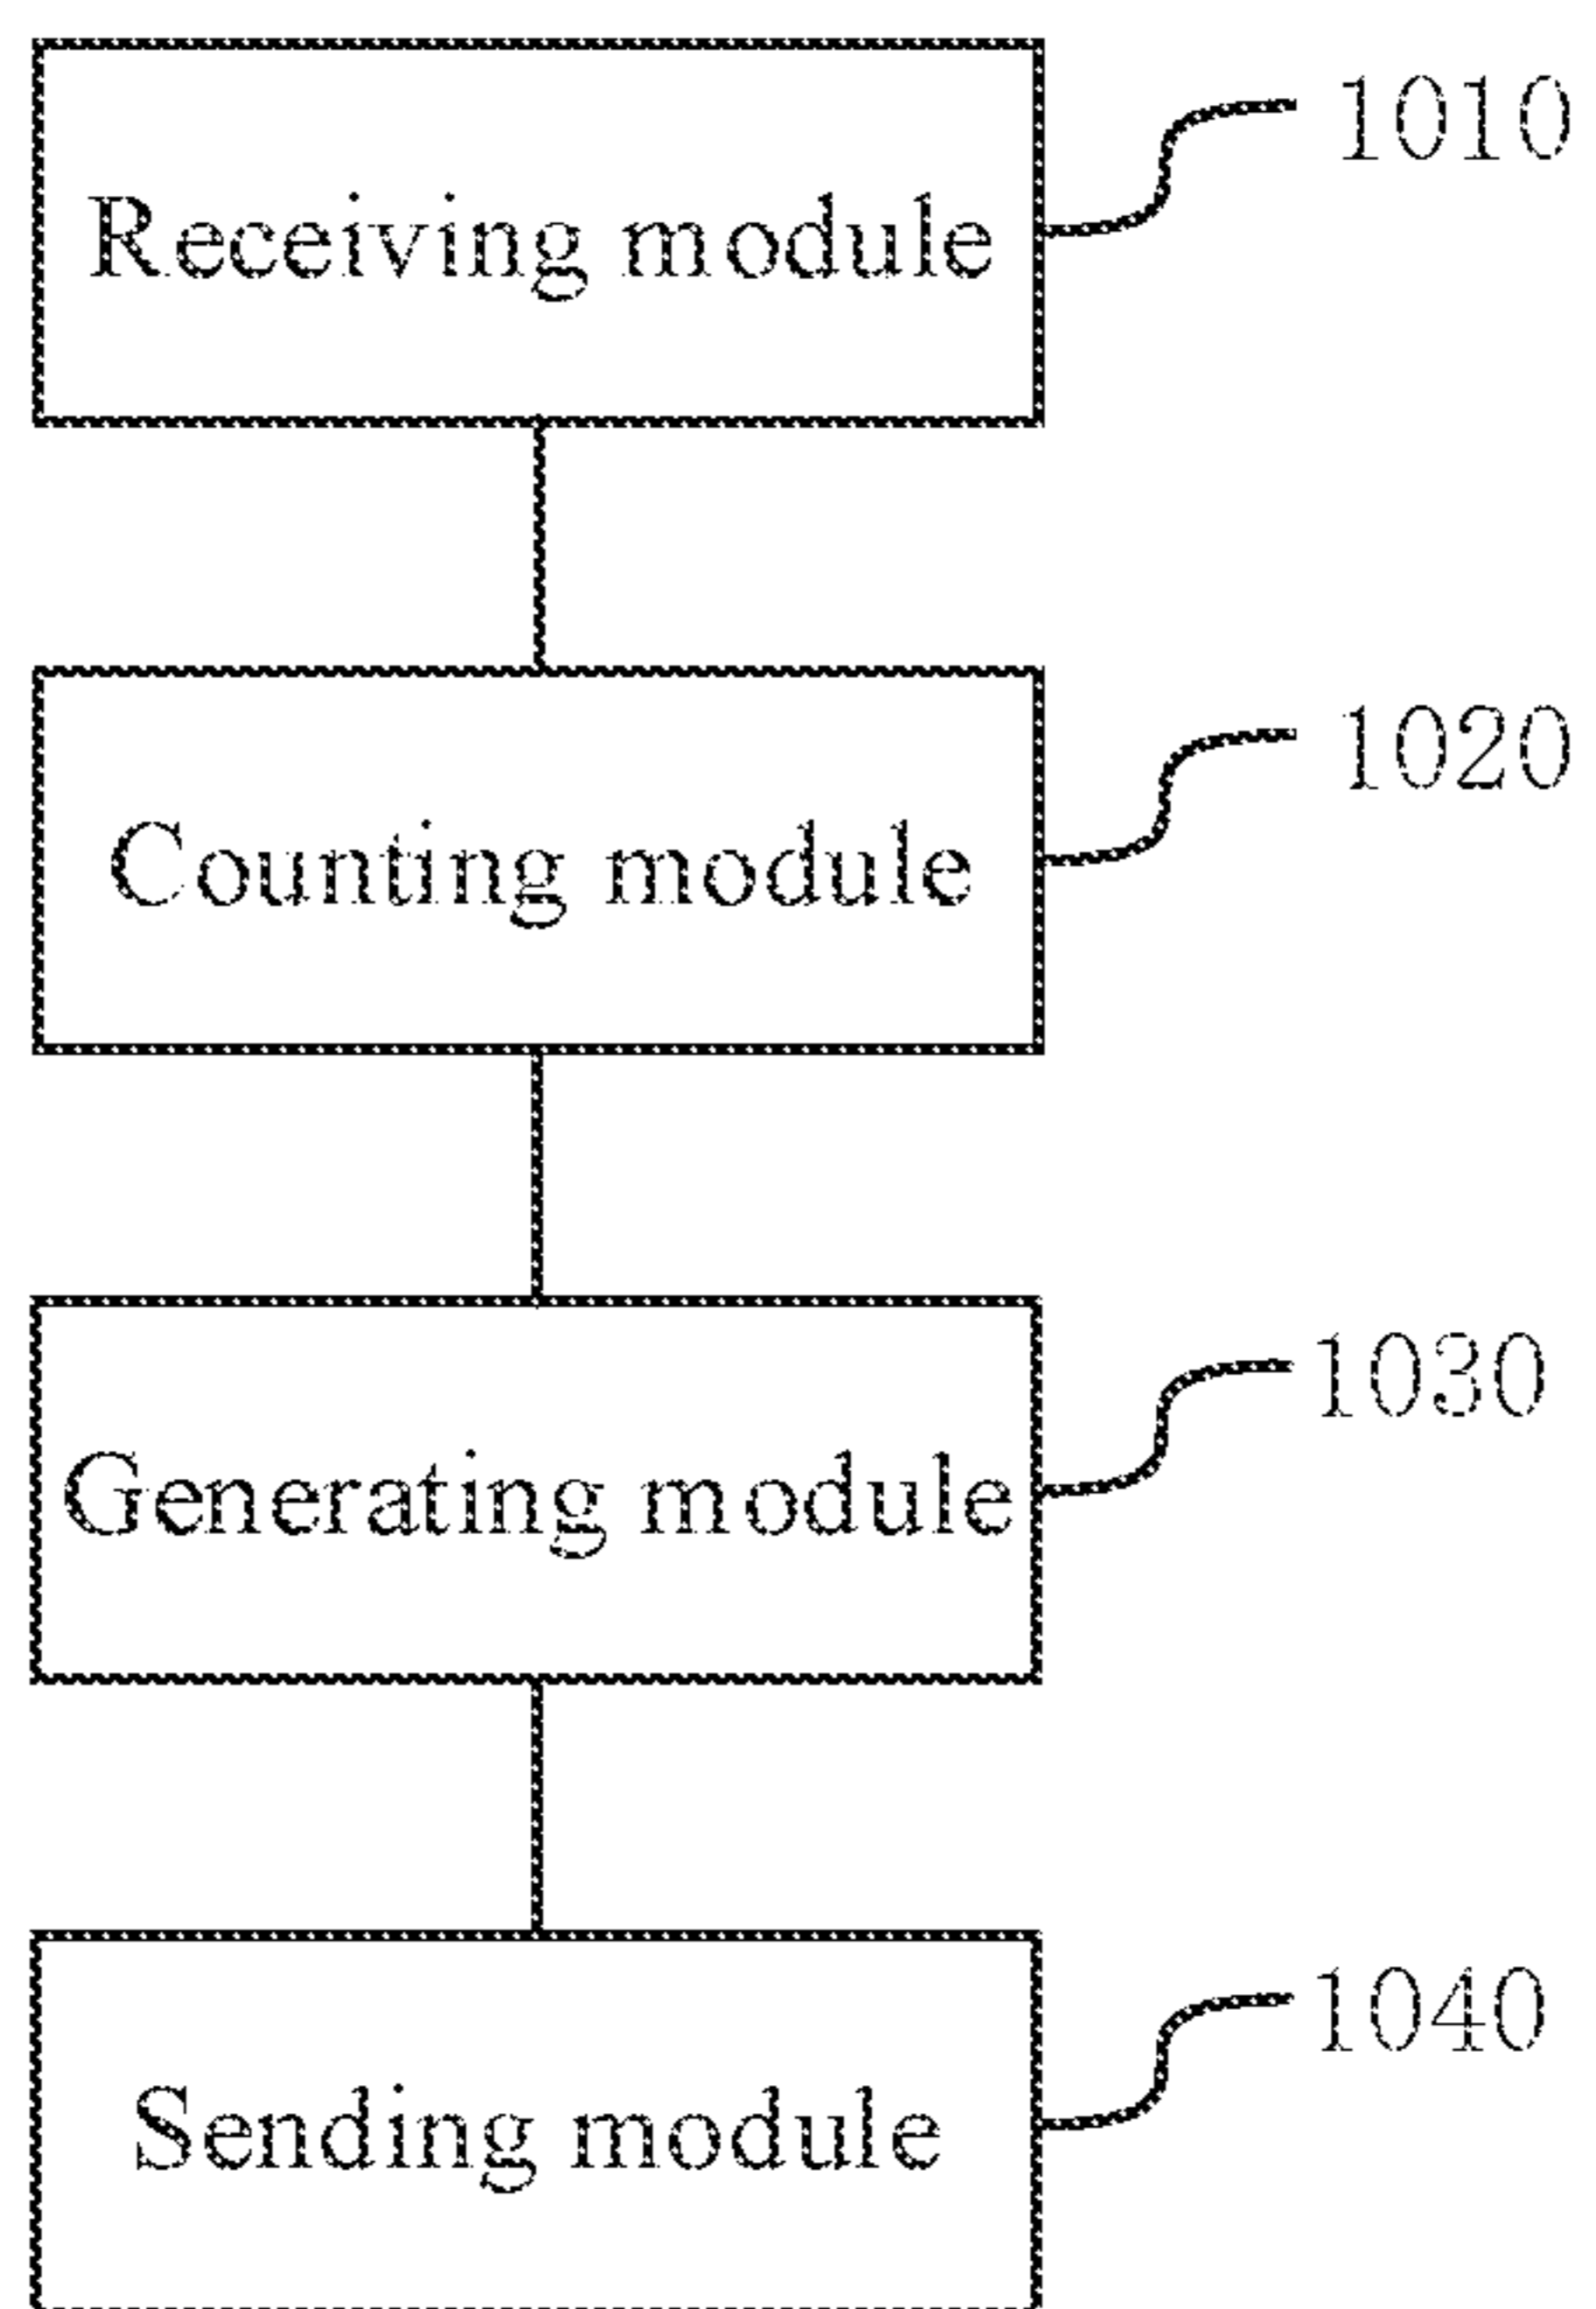 1010
Receiving module
1020
Counting module
1030
Generating module
1040
Sending module